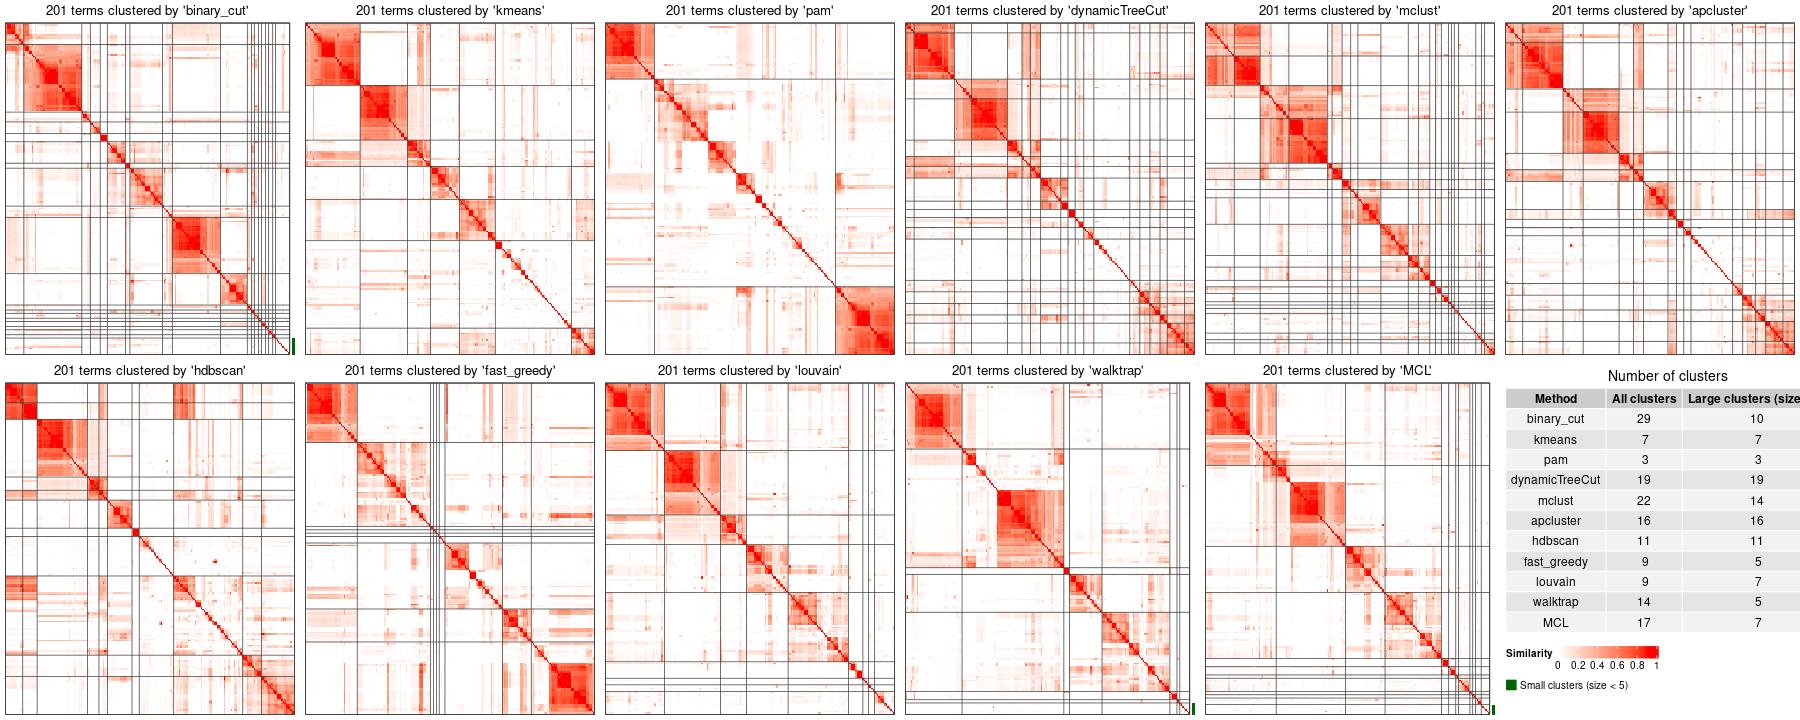 201 terms clustered by 'binary_cut'
201 terms clustered by 'kmeans'
201 terms clustered by 'pam'
201 terms clustered by 'dynamicTreeCut'
201 terms clustered by 'mclust'
201 terms clustered by 'apcluster'
201 terms clustered by 'hdbscan'
201 terms clustered by 'fast_greedy'
201 terms clustered by 'louvain'
201 terms clustered by 'walktrap'
201 terms clustered by 'MCL'
Number of clusters
Method All clusters Large clusters (size
binary_cut 29 10
kmeans 7 7
pam 3 3
dynamicTreeCut 19 19
mclust 22 14
apcluster 16 16
hdbscan 11 11
fast_greedy 9 5
louvain 9 7
walktrap 14 5
MCL 17 7
Similarity
0 0.2 0.4 0.6 0.8 1
Small clusters (size < 5)